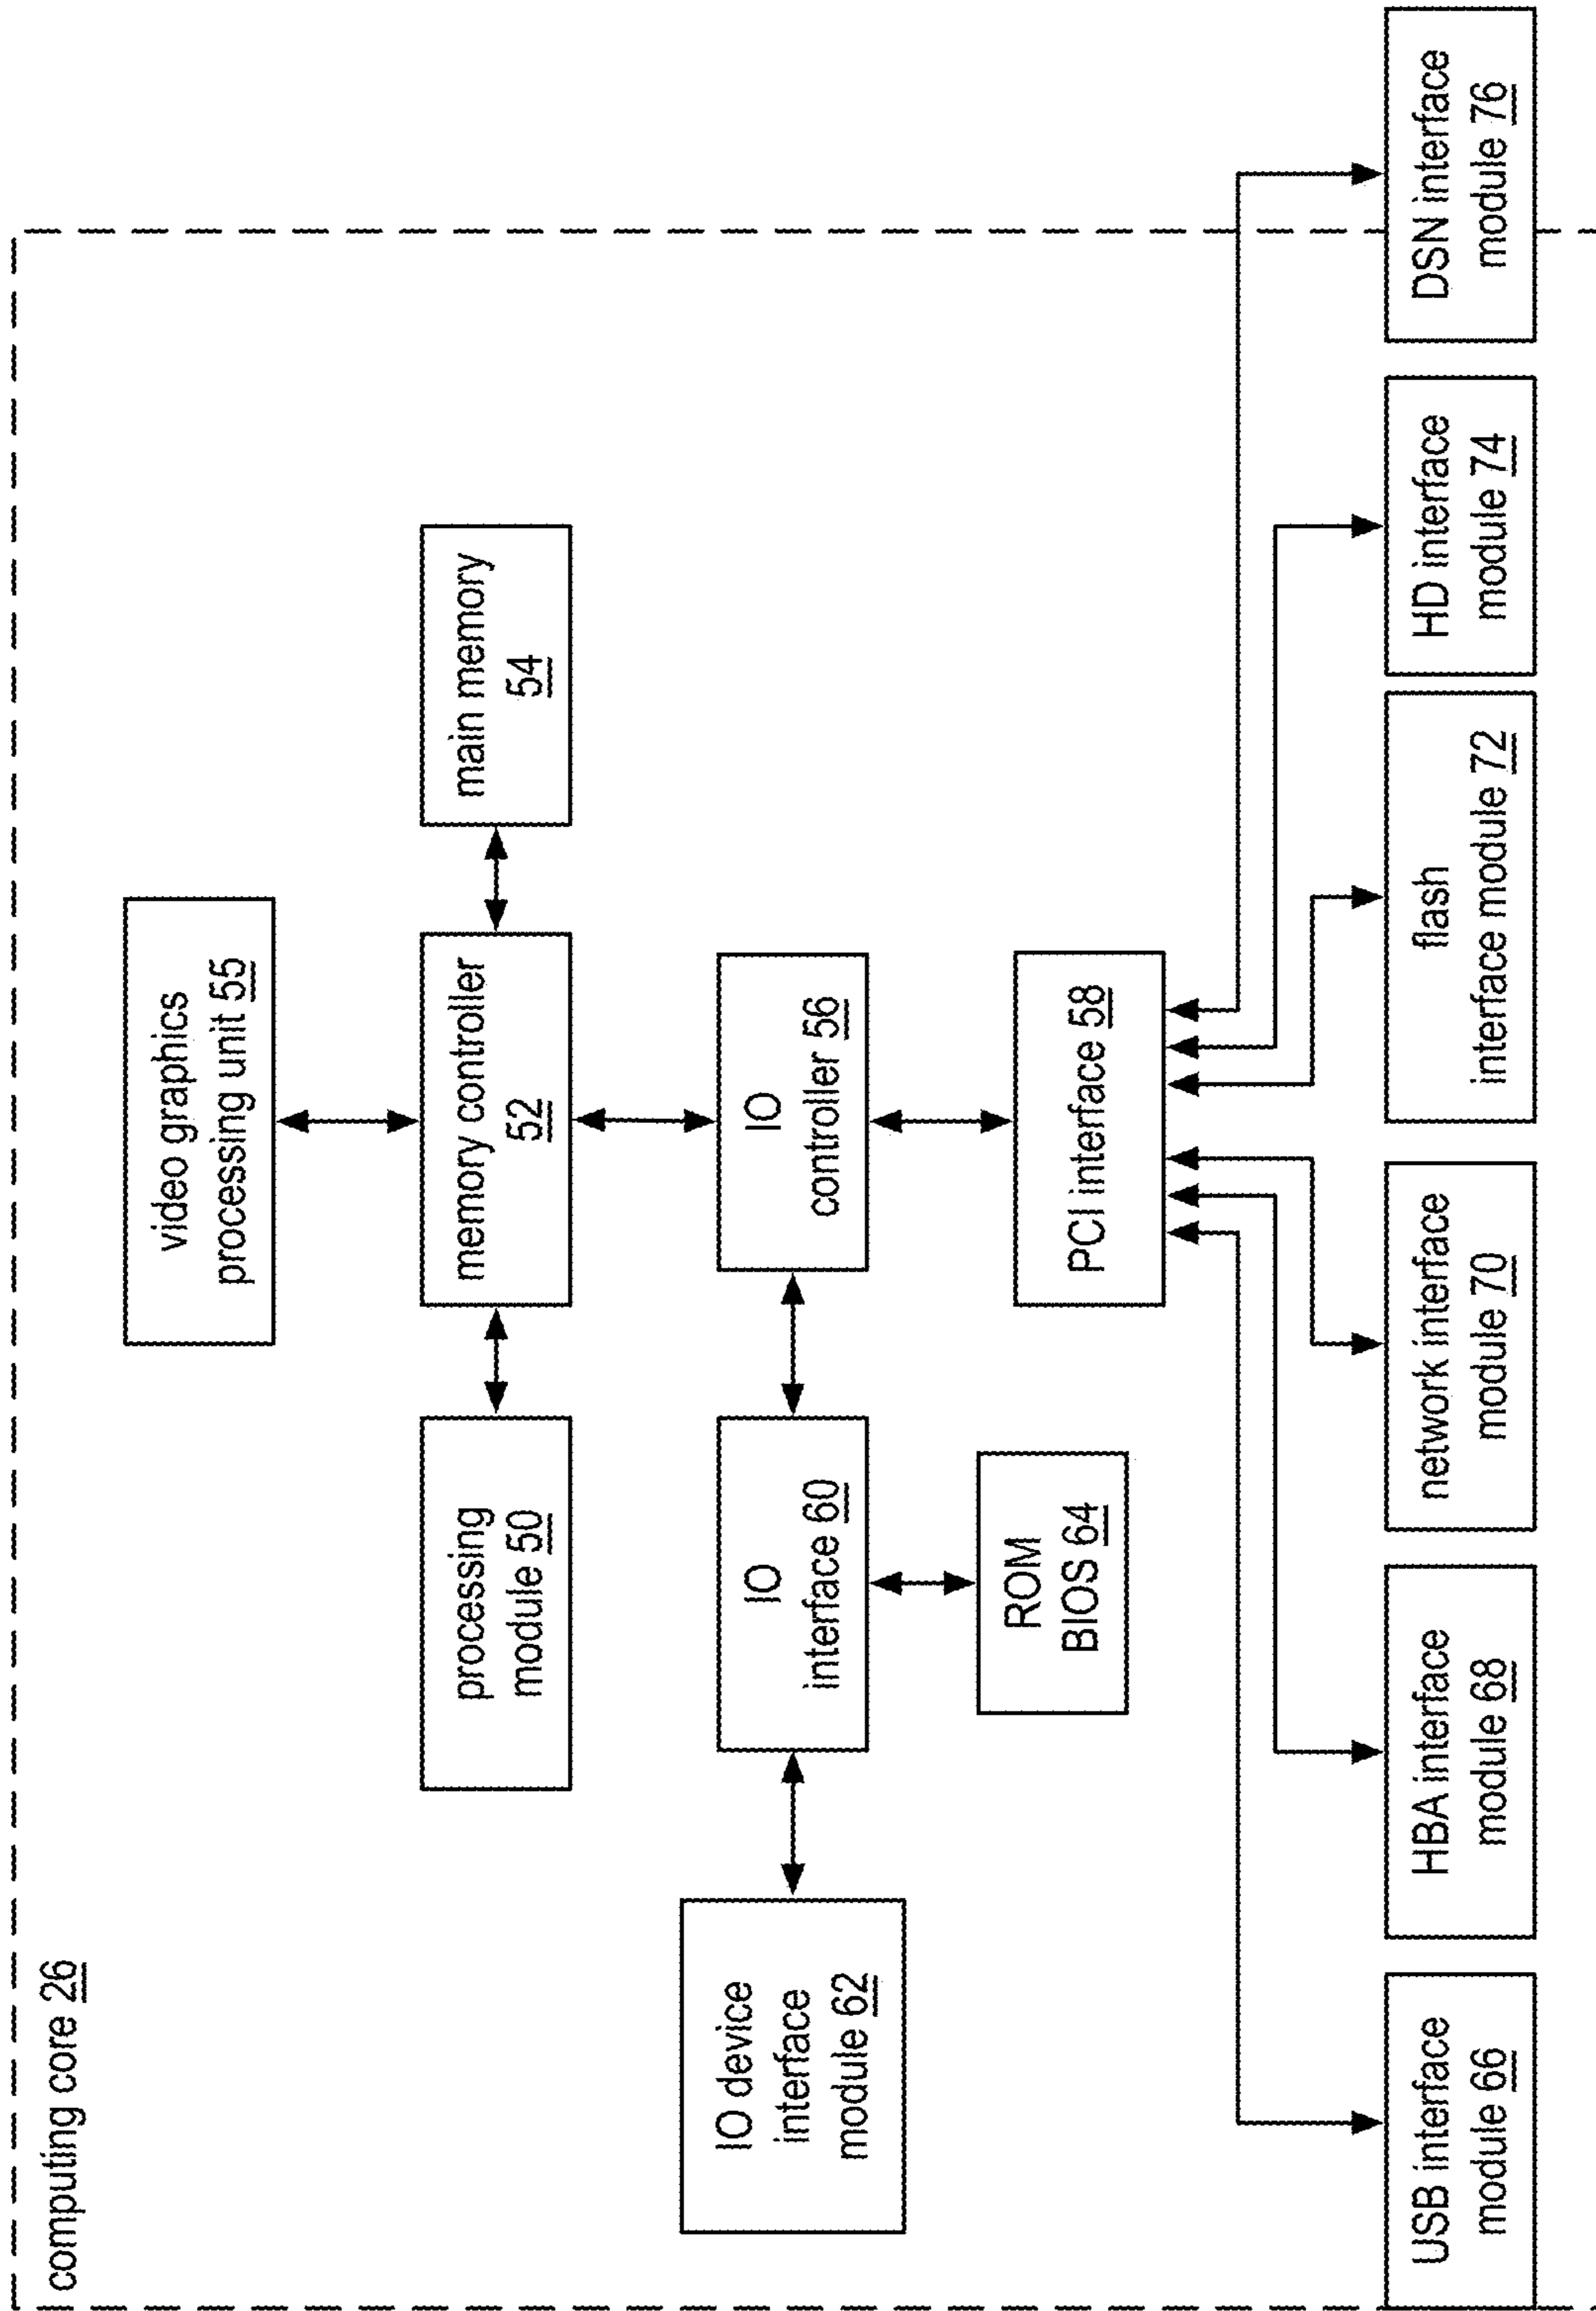 computing core 26
video graphics
processing unit 55
processing
module 50
memory controller
52
main memory
54
IO device
interface
module 62
IO
interface 60
IO
controller 56
ROM
BIOS 64
PCI interface 58
USB interface
module 66
HBA interface
module 68
network interface
module 70
flash
interface module 72
HD interface
module 74
DSN interface
module 76